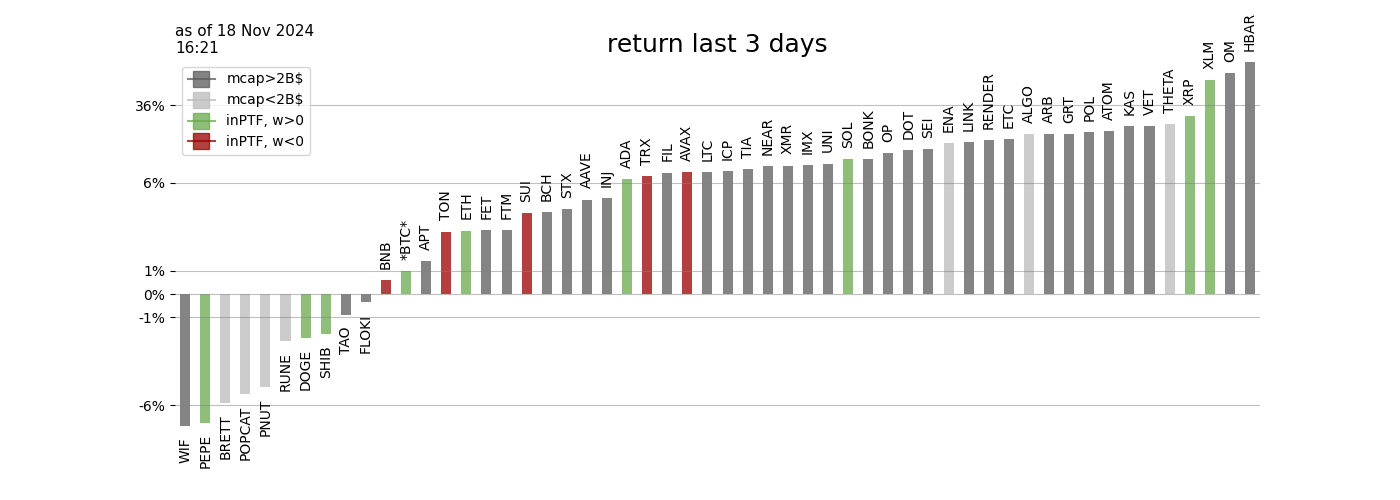 as of 18 Nov 2024
16:21
return last 3 days
mcap>2B$
mcap<2B$
inPTF, w>0
inPTF, w<0
36%
6%
1%
0%
-1%
-6%
WIF
PEPE
BRETT
POPCAT
PNUT
RUNE
DOGE
SHIB
TAO
FLOKI
BNB
*BTC*
APT
TON
ETH
FET
FTM
SUI
BCH
STX
AAVE
INJ
ADA
TRX
FIL
AVAX
LTC
ICP
TIA
NEAR
XMR
IMX
UNI
SOL
BONK
OP
DOT
SEI
ENA
LINK
RENDER
ETC
ALGO
ARB
GRT
POL
ATOM
KAS
VET
THETA
XRP
XLM
OM
HBAR